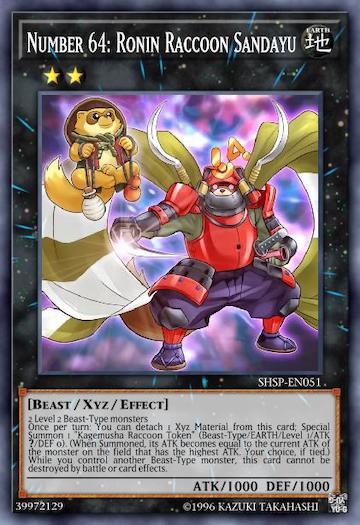 Number 64: Ronin Raccoon Sandayu
EARTH
地
SHSP-EN051
[Beast/Xyz/Effect]
2 Level 2 Beast-Type monsters
Once per turn: You can detach 1 Xyz Material from this card; Special
Summon 1 "Kagemusha Raccoon Token" (Beast-Type/EARTH/Level 1/ATK
?/DEF 0). (When Summoned, its ATK becomes equal to the current ATK of
the monster on the field that has the highest ATK. Your choice, if tied.)
While you control another Beast-Type monster, this card cannot be
destroyed by battle or card effects.
ATK/1000 DEF/1000
39972129
©1996 KAZUKI TAKAHASHI